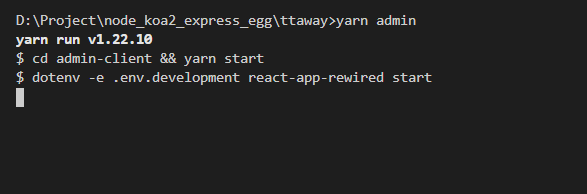 D:\Project\node_koa2_express_egg\ttaway>yarn admin
yarn run v1.22.10
$ cd admin-client && yarn start
$ dotenv -e .env.development react-app-rewired start